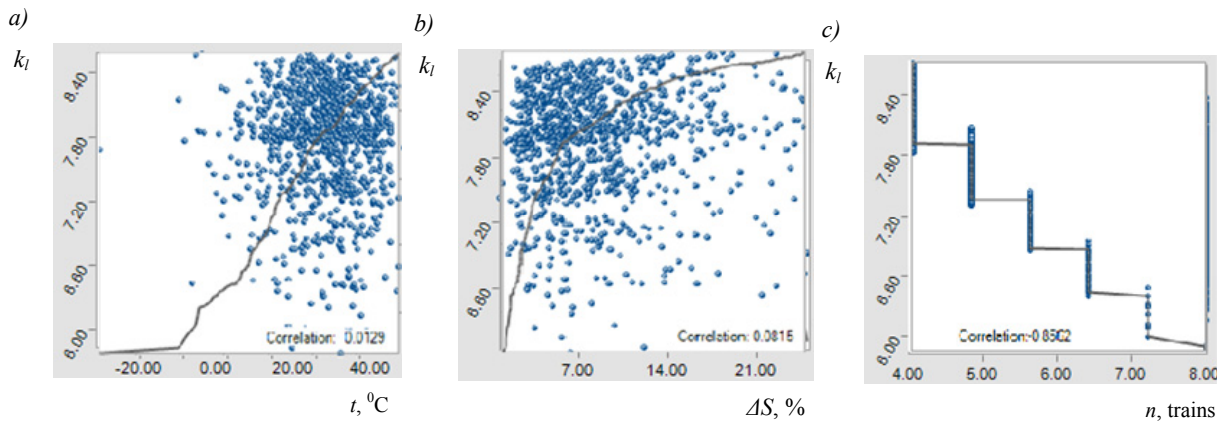 a)
k_l
8.40
7.80
7.20
6.60
6.00
Correlation: 0.0129
-20.00 0.00 20.00 40.00
t, ⁰C
b)
k_l
8.40
7.80
7.20
6.60
Correlation: 0.0815
7.00 14.00 21.00
ΔS, %
c)
k_l
8.40
7.80
7.20
6.60
6.00
Correlation:-0.8502
4.00 5.00 6.00 7.00 8.00
n, trains